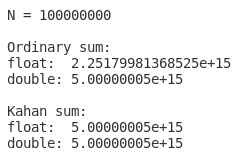 N = 100000000
Ordinary sum:
float:  2.25179981368525e+15
double: 5.00000005e+15
Kahan sum:
float:  5.00000005e+15
double: 5.00000005e+15